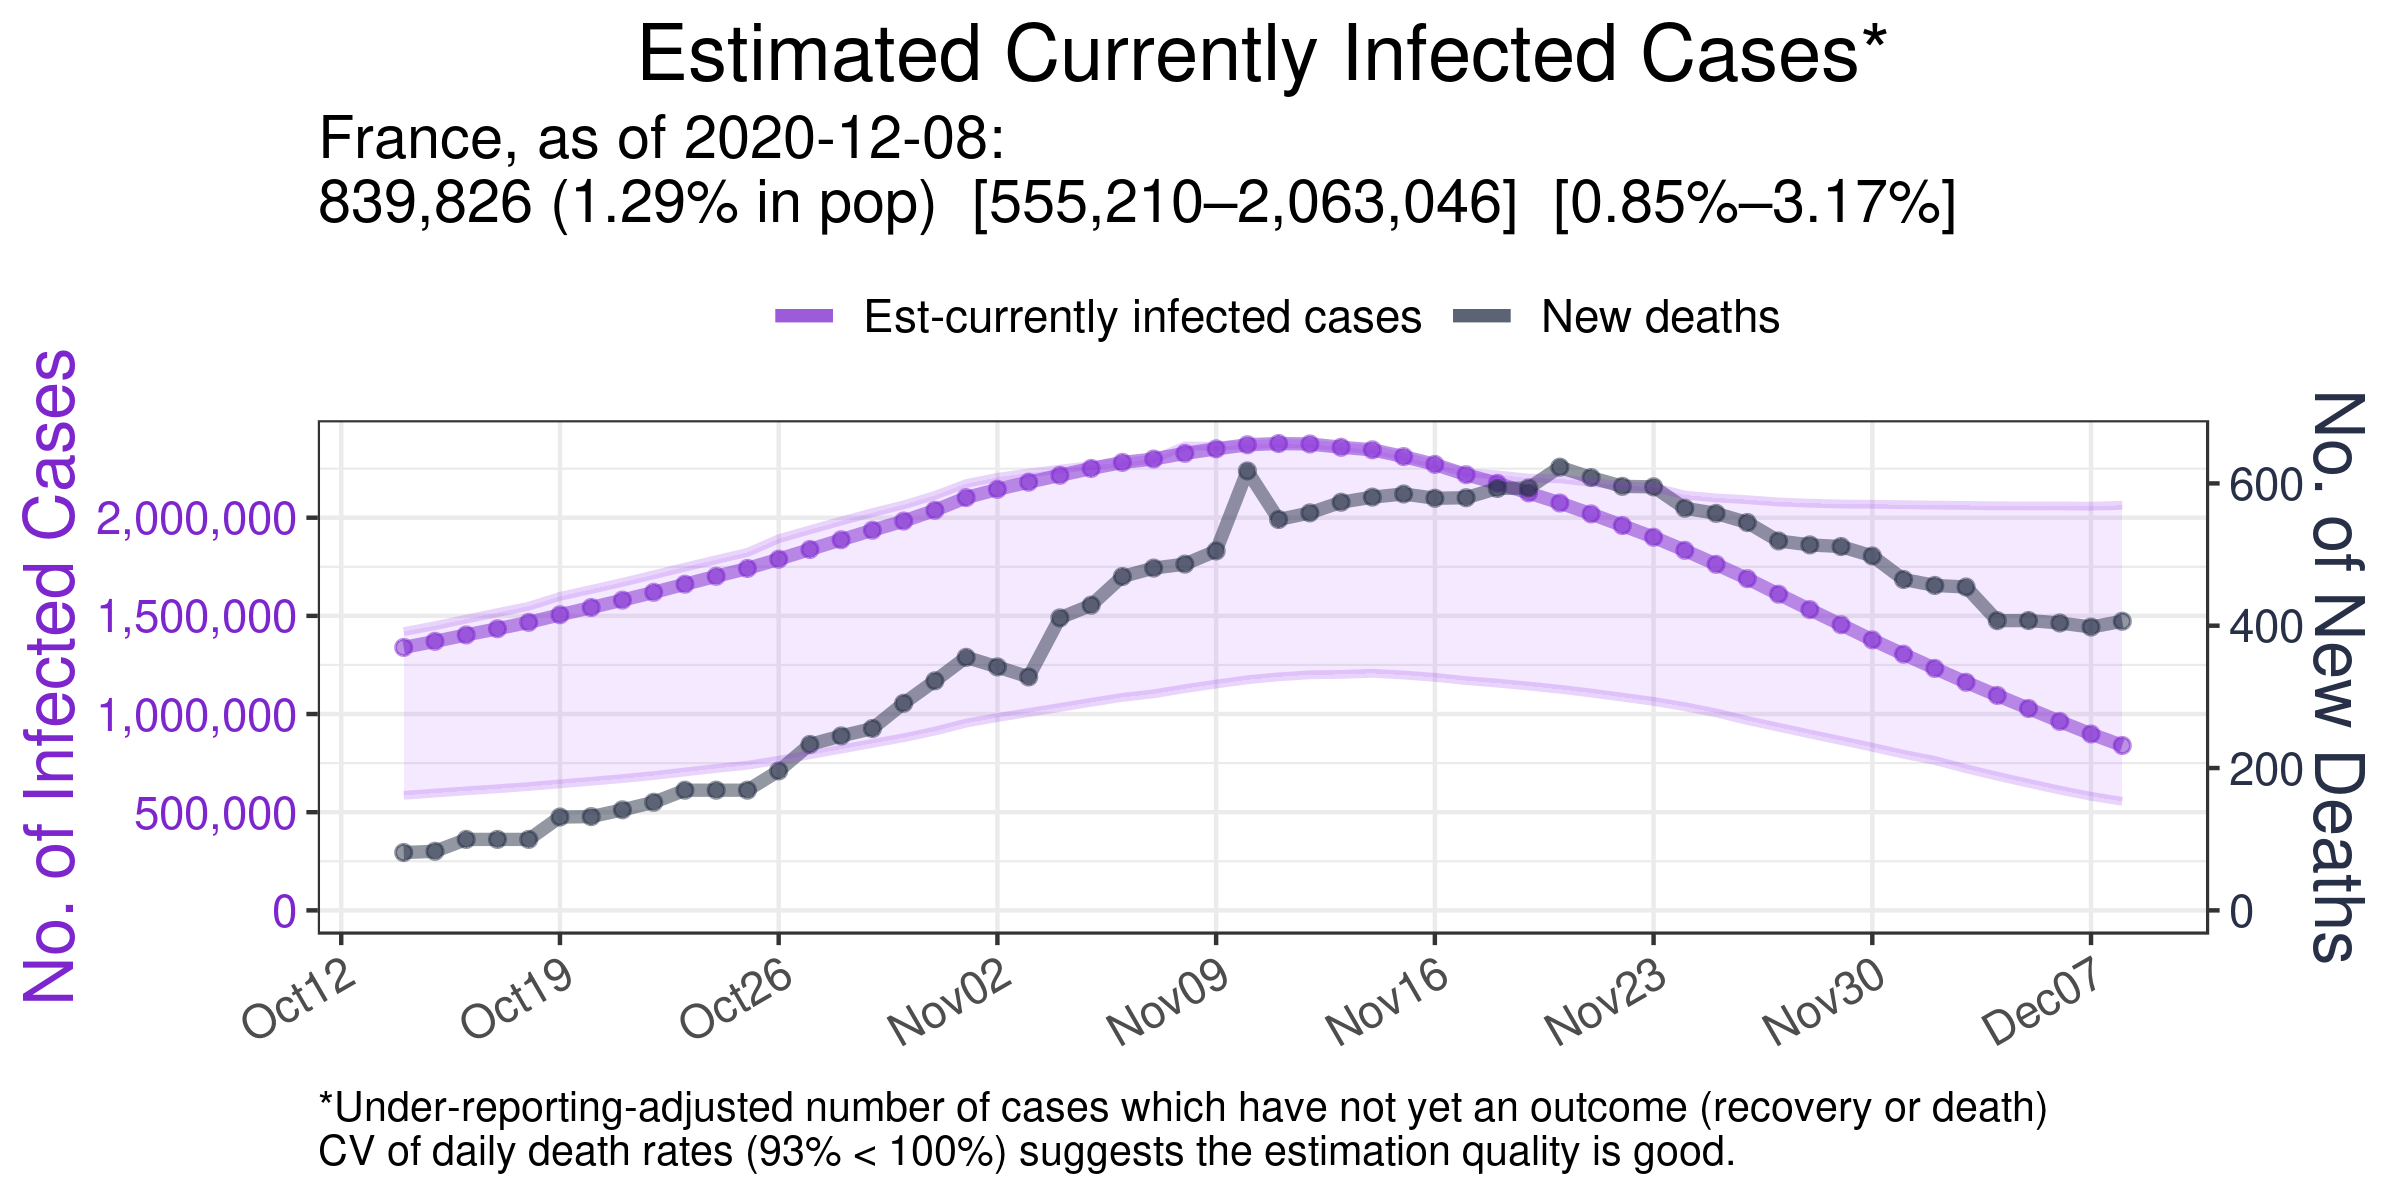 Estimated Currently Infected Cases*
France, as of 2020-12-08:
839,826 (1.29% in pop)  [555,210–2,063,046]  [0.85%–3.17%]
Est-currently infected cases
New deaths
No. of Infected Cases
2,000,000
1,500,000
1,000,000
500,000
0
No. of New Deaths
600
400
200
0
Oct12
Oct19
Oct26
Nov02
Nov09
Nov16
Nov23
Nov30
Dec07
*Under-reporting-adjusted number of cases which have not yet an outcome (recovery or death)
CV of daily death rates (93% < 100%) suggests the estimation quality is good.